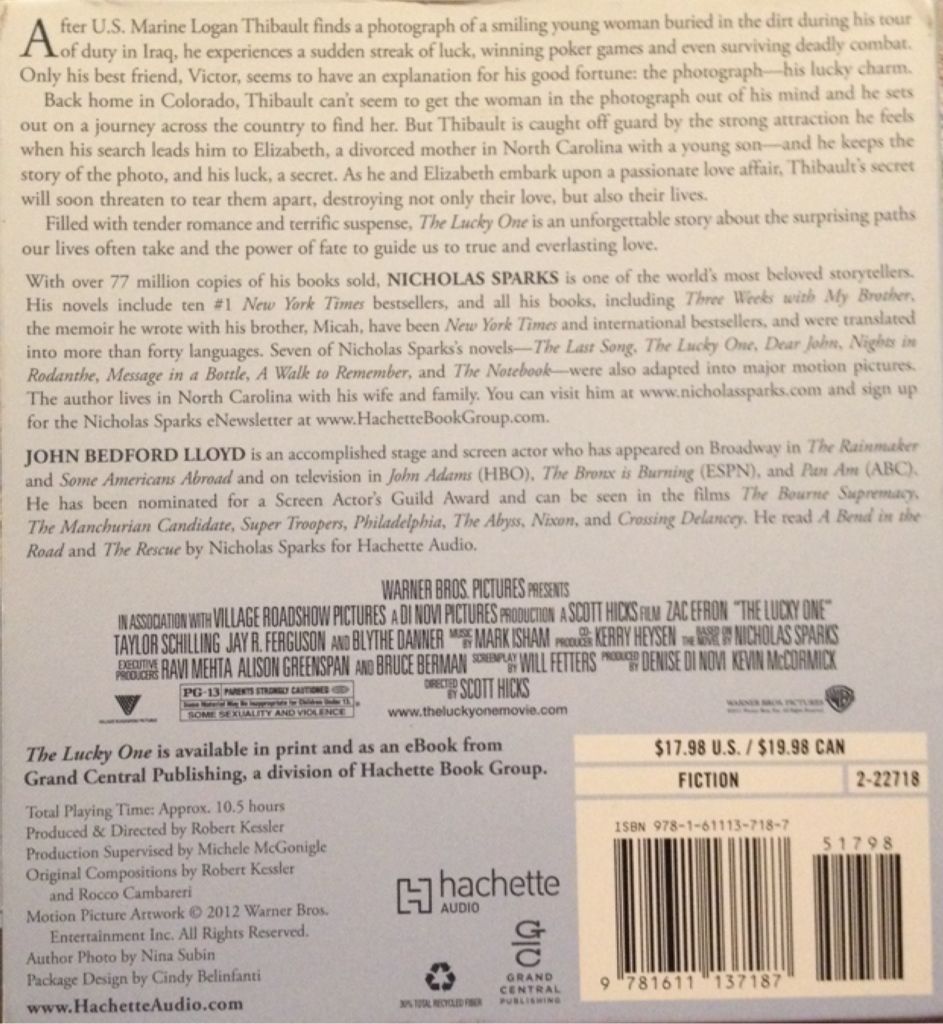 After U.S. Marine Logan Thibault finds a photograph of a smiling young woman buried in the dirt during his tour
of duty in Iraq, he experiences a sudden streak of luck, winning poker games and even surviving deadly combat.
Only his best friend, Victor, seems to have an explanation for his good fortune: the photograph—his lucky charm.
Back home in Colorado, Thibault can't seem to get the woman in the photograph out of his mind and he sets
out on a journey across the country to find her. But Thibault is caught off guard by the strong attraction he feels
when his search leads him to Elizabeth, a divorced mother in North Carolina with a young son—and he keeps the
story of the photo, and his luck, a secret. As he and Elizabeth embark upon a passionate love affair, Thibault's secret
will soon threaten to tear them apart, destroying not only their love, but also their lives.
Filled with tender romance and terrific suspense, The Lucky One is an unforgettable story about the surprising paths
our lives often take and the power of fate to guide us to true and everlasting love.
With over 77 million copies of his books sold, NICHOLAS SPARKS is one of the world's most beloved storytellers.
His novels include ten #1 New York Times bestsellers, and all his books, including Three Weeks with My Brother,
the memoir he wrote with his brother, Micah, have been New York Times and international bestsellers, and were translated
into more than forty languages. Seven of Nicholas Sparks's novels—The Last Song, The Lucky One, Dear John, Nights in
Rodanthe, Message in a Bottle, A Walk to Remember, and The Notebook—were also adapted into major motion pictures.
The author lives in North Carolina with his wife and family. You can visit him at www.nicholassparks.com and sign up
for the Nicholas Sparks eNewsletter at www.HachetteBookGroup.com.
JOHN BEDFORD LLOYD is an accomplished stage and screen actor who has appeared on Broadway in The Rainmaker
and Some Americans Abroad and on television in John Adams (HBO), The Bronx is Burning (ESPN), and Pan Am (ABC).
He has been nominated for a Screen Actor's Guild Award and can be seen in the films The Bourne Supremacy,
The Manchurian Candidate, Super Troopers, Philadelphia, The Abyss, Nixon, and Crossing Delancey. He read A Bend in the
Road and The Rescue by Nicholas Sparks for Hachette Audio.
WARNER BROS. PICTURES PRESENTS
IN ASSOCIATION WITH VILLAGE ROADSHOW PICTURES A DI NOVI PICTURES PRODUCTION A SCOTT HICKS FILM ZAC EFRON "THE LUCKY ONE"
TAYLOR SCHILLING JAY R. FERGUSON AND BLYTHE DANNER MUSIC BY MARK ISHAM CO-PRODUCER KERRY HEYSEN BASED ON THE NOVEL BY NICHOLAS SPARKS
EXECUTIVE PRODUCERS RAVI MEHTA ALISON GREENSPAN AND BRUCE BERMAN SCREENPLAY BY WILL FETTERS PRODUCED BY DENISE DI NOVI KEVIN McCORMICK
DIRECTED BY SCOTT HICKS
PG-13 PARENTS STRONGLY CAUTIONED
Some Material May Be Inappropriate for Children Under 13.
SOME SEXUALITY AND VIOLENCE
www.theluckyonemovie.com
WARNER BROS. PICTURES
The Lucky One is available in print and as an eBook from
Grand Central Publishing, a division of Hachette Book Group.
Total Playing Time: Approx. 10.5 hours
Produced & Directed by Robert Kessler
Production Supervised by Michele McGonigle
Original Compositions by Robert Kessler
and Rocco Cambareri
Motion Picture Artwork © 2012 Warner Bros.
Entertainment Inc. All Rights Reserved.
Author Photo by Nina Subin
Package Design by Cindy Belinfanti
www.HachetteAudio.com
hachette
AUDIO
30% TOTAL RECYCLED FIBER
GRAND
CENTRAL
PUBLISHING
$17.98 U.S. / $19.98 CAN
FICTION
2-22718
ISBN 978-1-61113-718-7
51798
9 781611 137187